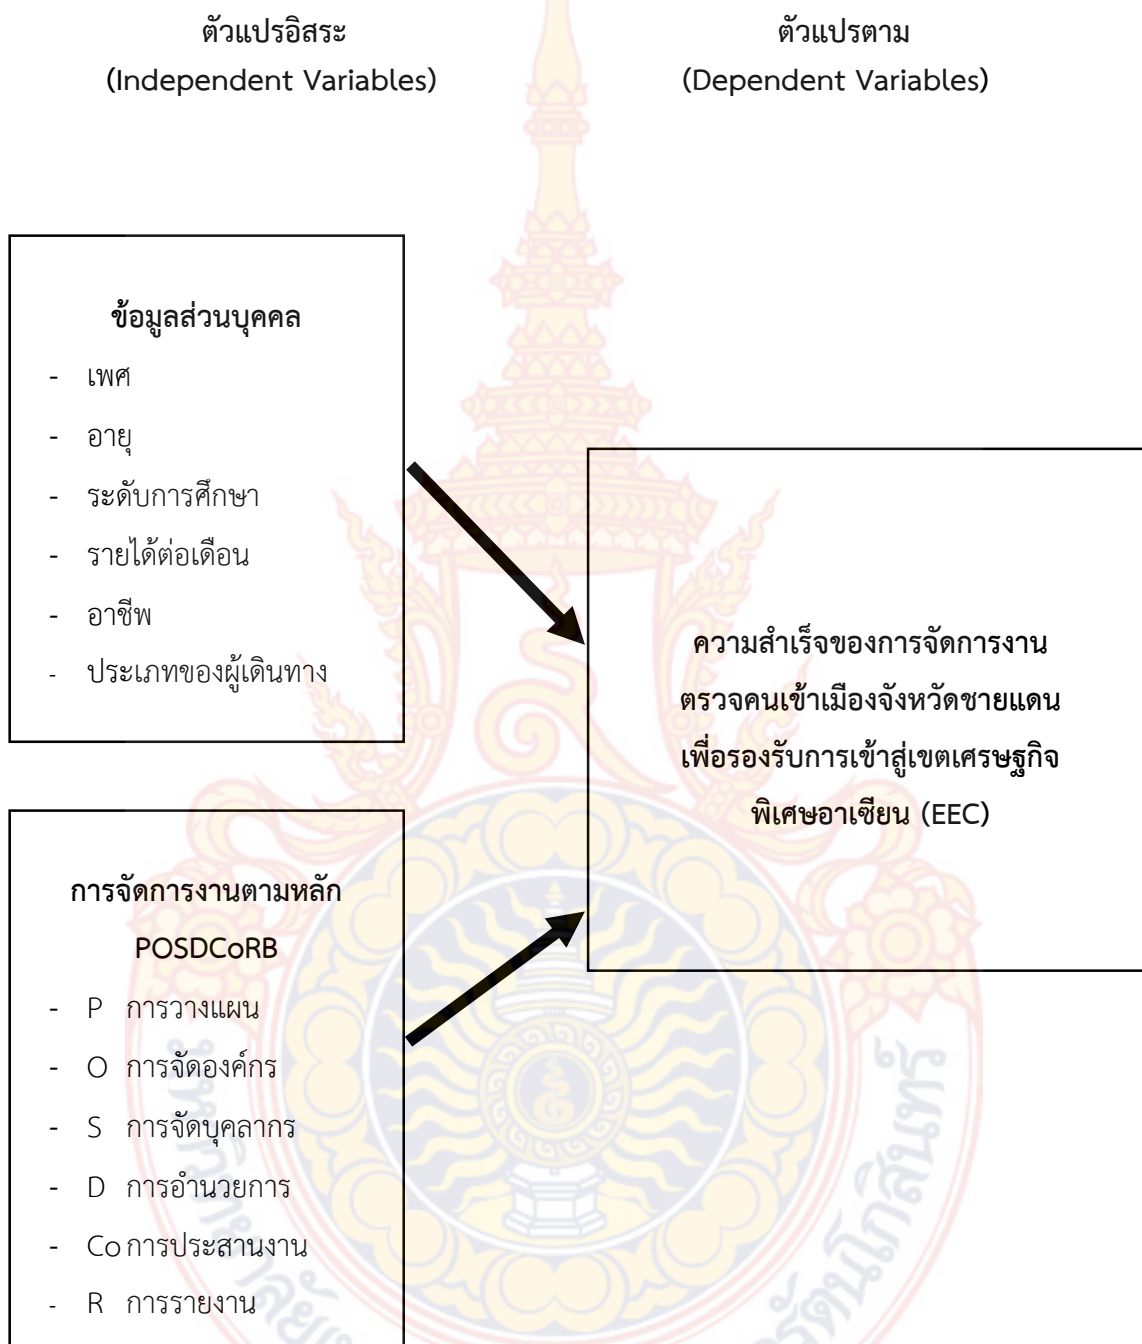 ตัวแปรอิสระ
(Independent Variables)
ตัวแปรตาม
(Dependent Variables)
ข้อมูลส่วนบุคคล
- เพศ
- อายุ
- ระดับการศึกษา
- รายได้ต่อเดือน
- อาชีพ
- ประเภทของผู้เดินทาง
การจัดการงานตามหลัก
POSDCoRB
- P การวางแผน
- O การจัดองค์กร
- S การจัดบุคลากร
- D การอำนวยการ
- Co การประสานงาน
- R การรายงาน
ความสำเร็จของการจัดการงาน
ตรวจคนเข้าเมืองจังหวัดชายแดน
เพื่อรองรับการเข้าสู่เขตเศรษฐกิจ
พิเศษอาเซียน (EEC)